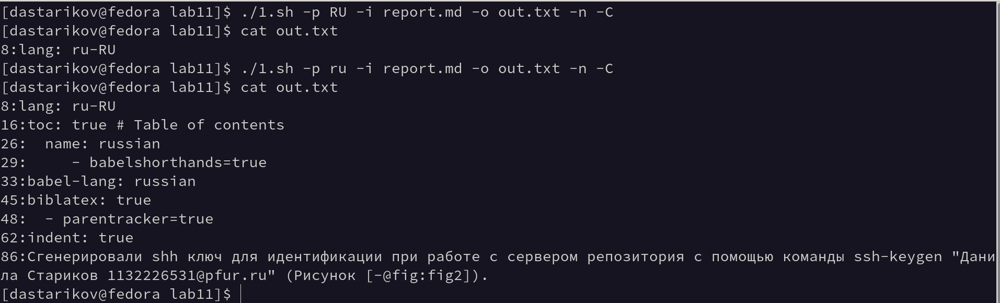 [dastarikov@fedora lab11]$ ./1.sh -p RU -i report.md -o out.txt -n -C
[dastarikov@fedora lab11]$ cat out.txt
8:lang: ru-RU
[dastarikov@fedora lab11]$ ./1.sh -p ru -i report.md -o out.txt -n -C
[dastarikov@fedora lab11]$ cat out.txt
8:lang: ru-RU
16:toc: true # Table of contents
26:  name: russian
29:     - babelshorthands=true
33:babel-lang: russian
45:biblatex: true
48:  - parentracker=true
62:indent: true
86:Сгенерировали shh ключ для идентификации при работе с сервером репозитория с помощью команды ssh-keygen "Дани
ла Стариков 1132226531@pfur.ru" (Рисунок [-@fig:fig2]).
[dastarikov@fedora lab11]$